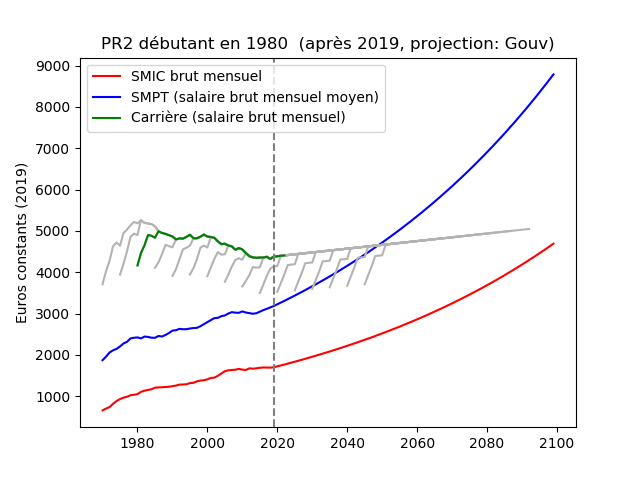 PR2 débutant en 1980 (après 2019, projection: Gouv)
SMIC brut mensuel
SMPT (salaire brut mensuel moyen)
Carrière (salaire brut mensuel)
Euros constants (2019)
9000
8000
7000
6000
5000
4000
3000
2000
1000
1980 2000 2020 2040 2060 2080 2100